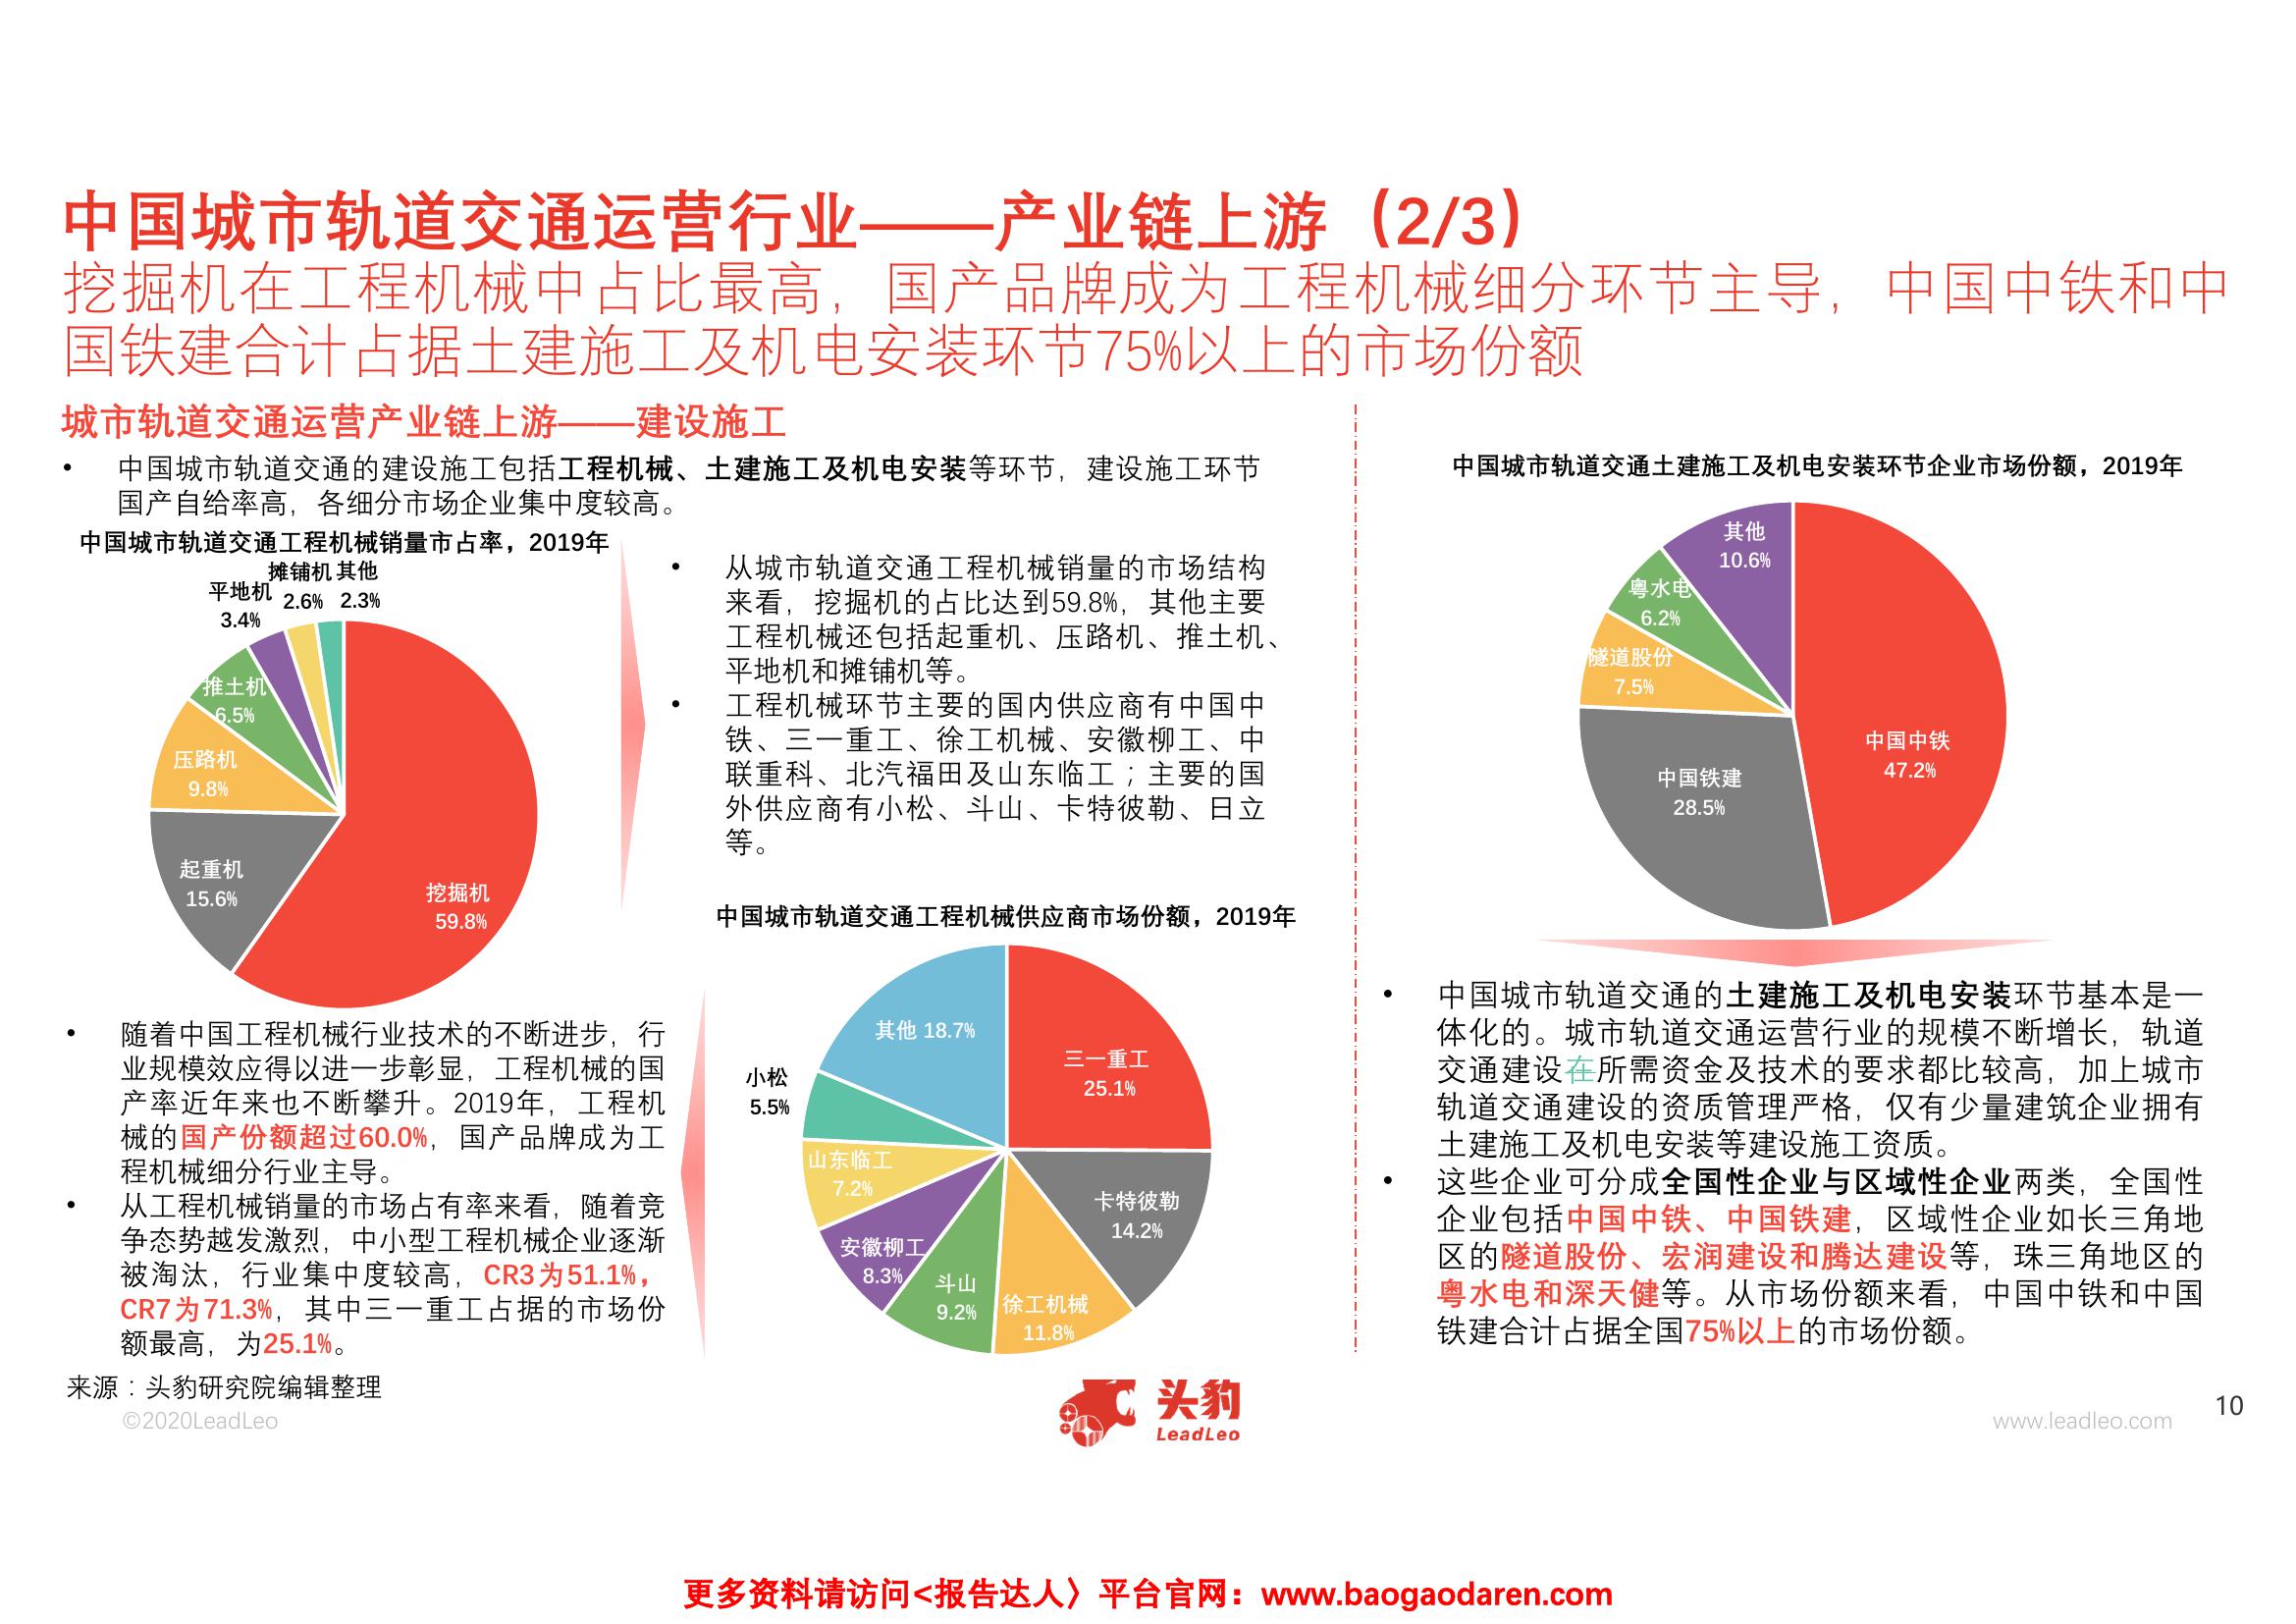 中国城市轨道交通运营行业——产业链上游（2/3）
挖掘机在工程机械中占比最高，国产品牌成为工程机械细分环节主导，中国中铁和中
国铁建合计占据土建施工及机电安装环节75%以上的市场份额
城市轨道交通运营产业链上游——建设施工
• 中国城市轨道交通的建设施工包括工程机械、土建施工及机电安装等环节，建设施工环节
国产自给率高，各细分市场企业集中度较高。
中国城市轨道交通工程机械销量市占率，2019年
挖掘机
59.8%
起重机
15.6%
压路机
9.8%
推土机
6.5%
平地机
3.4%
摊铺机
2.6%
其他
2.3%
• 从城市轨道交通工程机械销量的市场结构
来看，挖掘机的占比达到59.8%，其他主要
工程机械还包括起重机、压路机、推土机、
平地机和摊铺机等。
• 工程机械环节主要的国内供应商有中国中
铁、三一重工、徐工机械、安徽柳工、中
联重科、北汽福田及山东临工；主要的国
外供应商有小松、斗山、卡特彼勒、日立
等。
• 随着中国工程机械行业技术的不断进步，行
业规模效应得以进一步彰显，工程机械的国
产率近年来也不断攀升。2019年，工程机
械的国产份额超过60.0%，国产品牌成为工
程机械细分行业主导。
• 从工程机械销量的市场占有率来看，随着竞
争态势越发激烈，中小型工程机械企业逐渐
被淘汰，行业集中度较高，CR3为51.1%，
CR7为71.3%，其中三一重工占据的市场份
额最高，为25.1%。
中国城市轨道交通工程机械供应商市场份额，2019年
三一重工
25.1%
卡特彼勒
14.2%
徐工机械
11.8%
斗山
9.2%
安徽柳工
8.3%
山东临工
7.2%
小松
5.5%
其他 18.7%
中国城市轨道交通土建施工及机电安装环节企业市场份额，2019年
中国中铁
47.2%
中国铁建
28.5%
隧道股份
7.5%
粤水电
6.2%
其他
10.6%
• 中国城市轨道交通的土建施工及机电安装环节基本是一
体化的。城市轨道交通运营行业的规模不断增长，轨道
交通建设在所需资金及技术的要求都比较高，加上城市
轨道交通建设的资质管理严格，仅有少量建筑企业拥有
土建施工及机电安装等建设施工资质。
• 这些企业可分成全国性企业与区域性企业两类，全国性
企业包括中国中铁、中国铁建，区域性企业如长三角地
区的隧道股份、宏润建设和腾达建设等，珠三角地区的
粤水电和深天健等。从市场份额来看，中国中铁和中国
铁建合计占据全国75%以上的市场份额。
来源：头豹研究院编辑整理
©2020LeadLeo
头豹
LeadLeo
www.leadleo.com
10
更多资料请访问<报告达人〉平台官网：www.baogaodaren.com